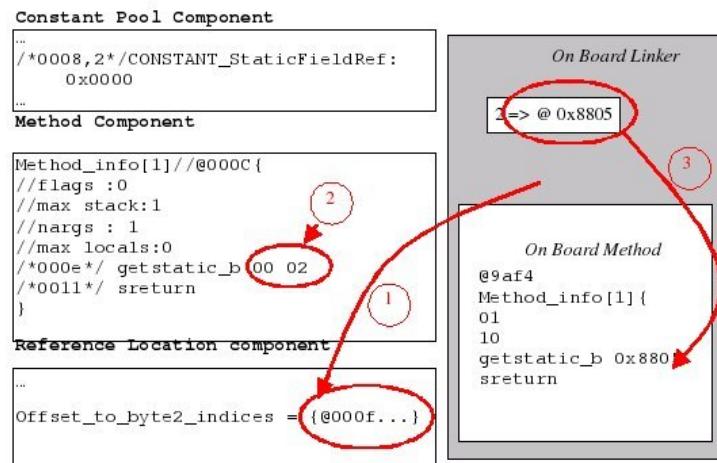 Constant Pool Component
…
/*0008,2*/CONSTANT_StaticFieldRef:
0x0000
…
Method Component
Method_info[1]//@000C{
//flags :0
//max stack:1
//nargs : 1
//max locals:0
/*000e*/ getstatic_b 00 02
/*0011*/ sreturn
}
2
1
Reference Location component
…
Offset_to_byte2_indices = {@000f...}
On Board Linker
2 => @ 0x8805
3
On Board Method
@9af4
Method_info[1]{
01
10
getstatic_b 0x880
sreturn